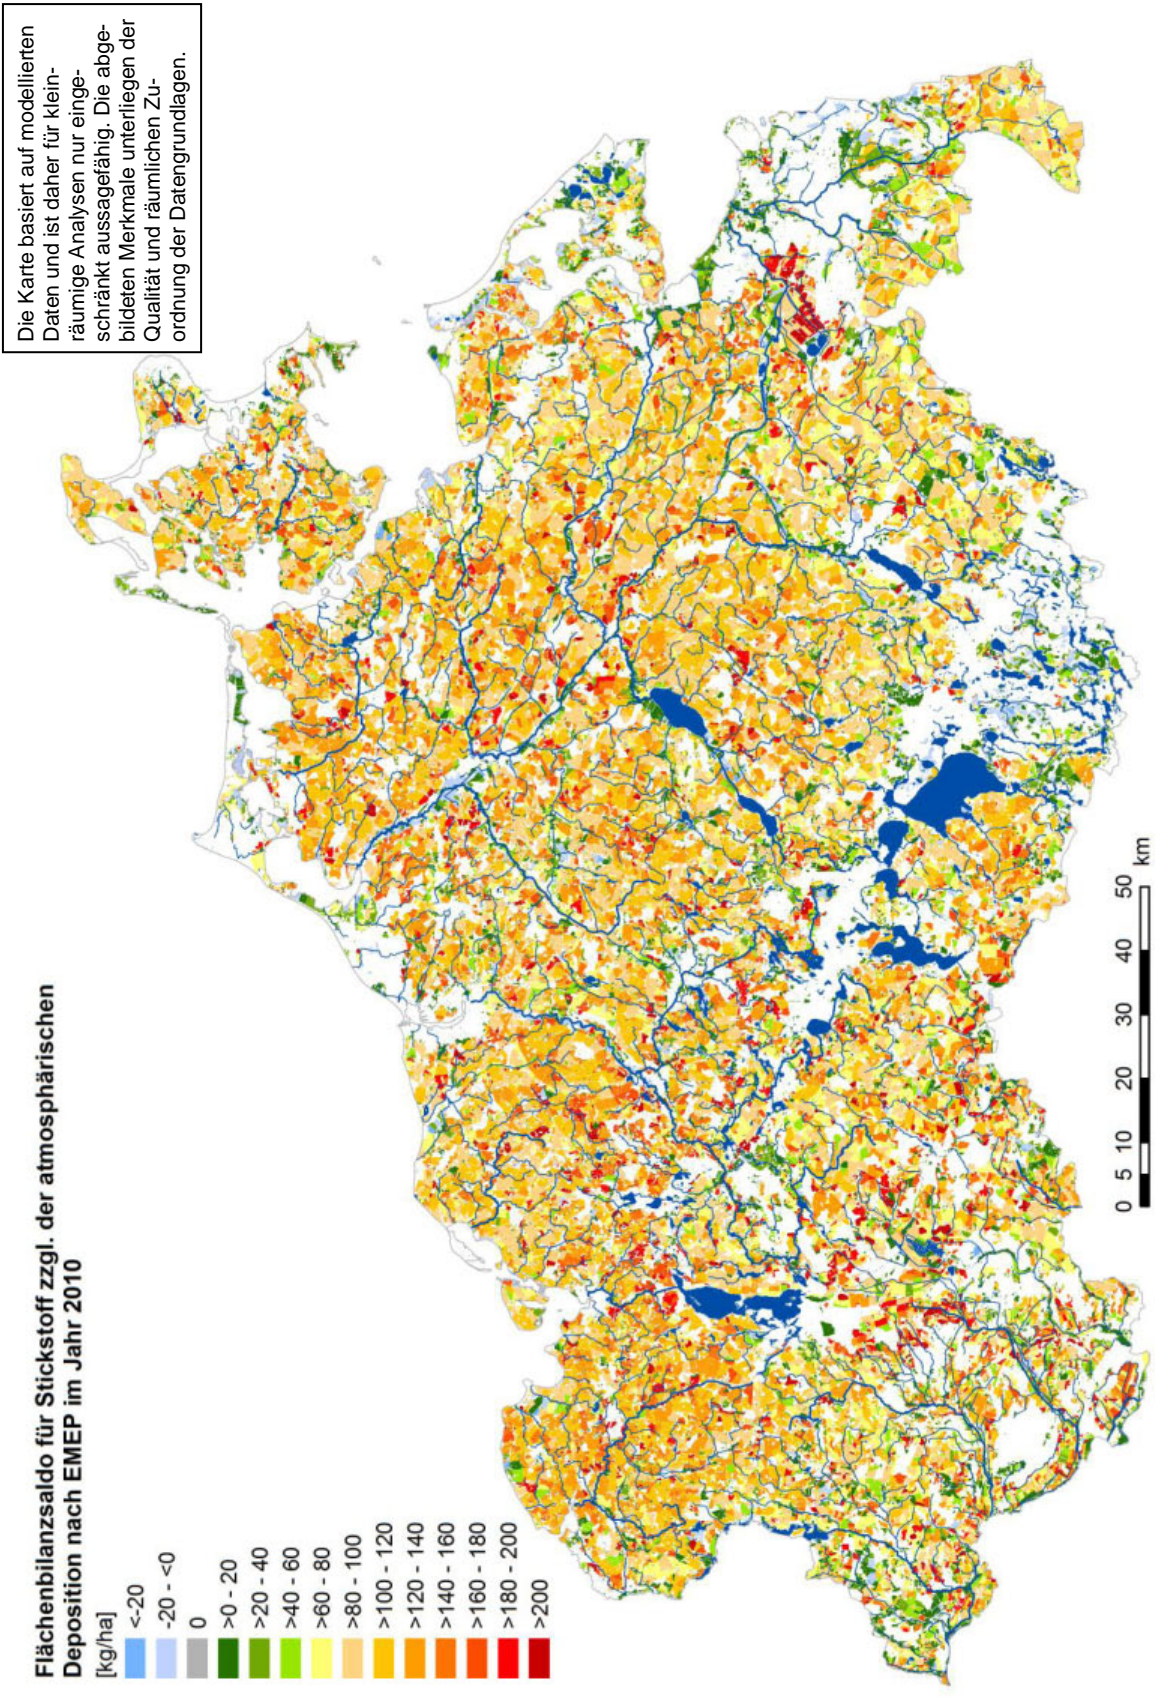 Die Karte basiert auf modellierten
Daten und ist daher für klein-
räumige Analysen nur einge-
schränkt aussagefähig. Die abge-
bildeten Merkmale unterliegen der
Qualität und räumlichen Zu-
ordnung der Datengrundlagen.
Flächenbilanzsaldo für Stickstoff zzgl. der atmosphärischen
Deposition nach EMEP im Jahr 2010
[kg/ha]
<-20
-20 - <0
0
>0 - 20
>20 - 40
>40 - 60
>60 - 80
>80 - 100
>100 - 120
>120 - 140
>140 - 160
>160 - 180
>180 - 200
>200
0 5 10 20 30 40 50 km